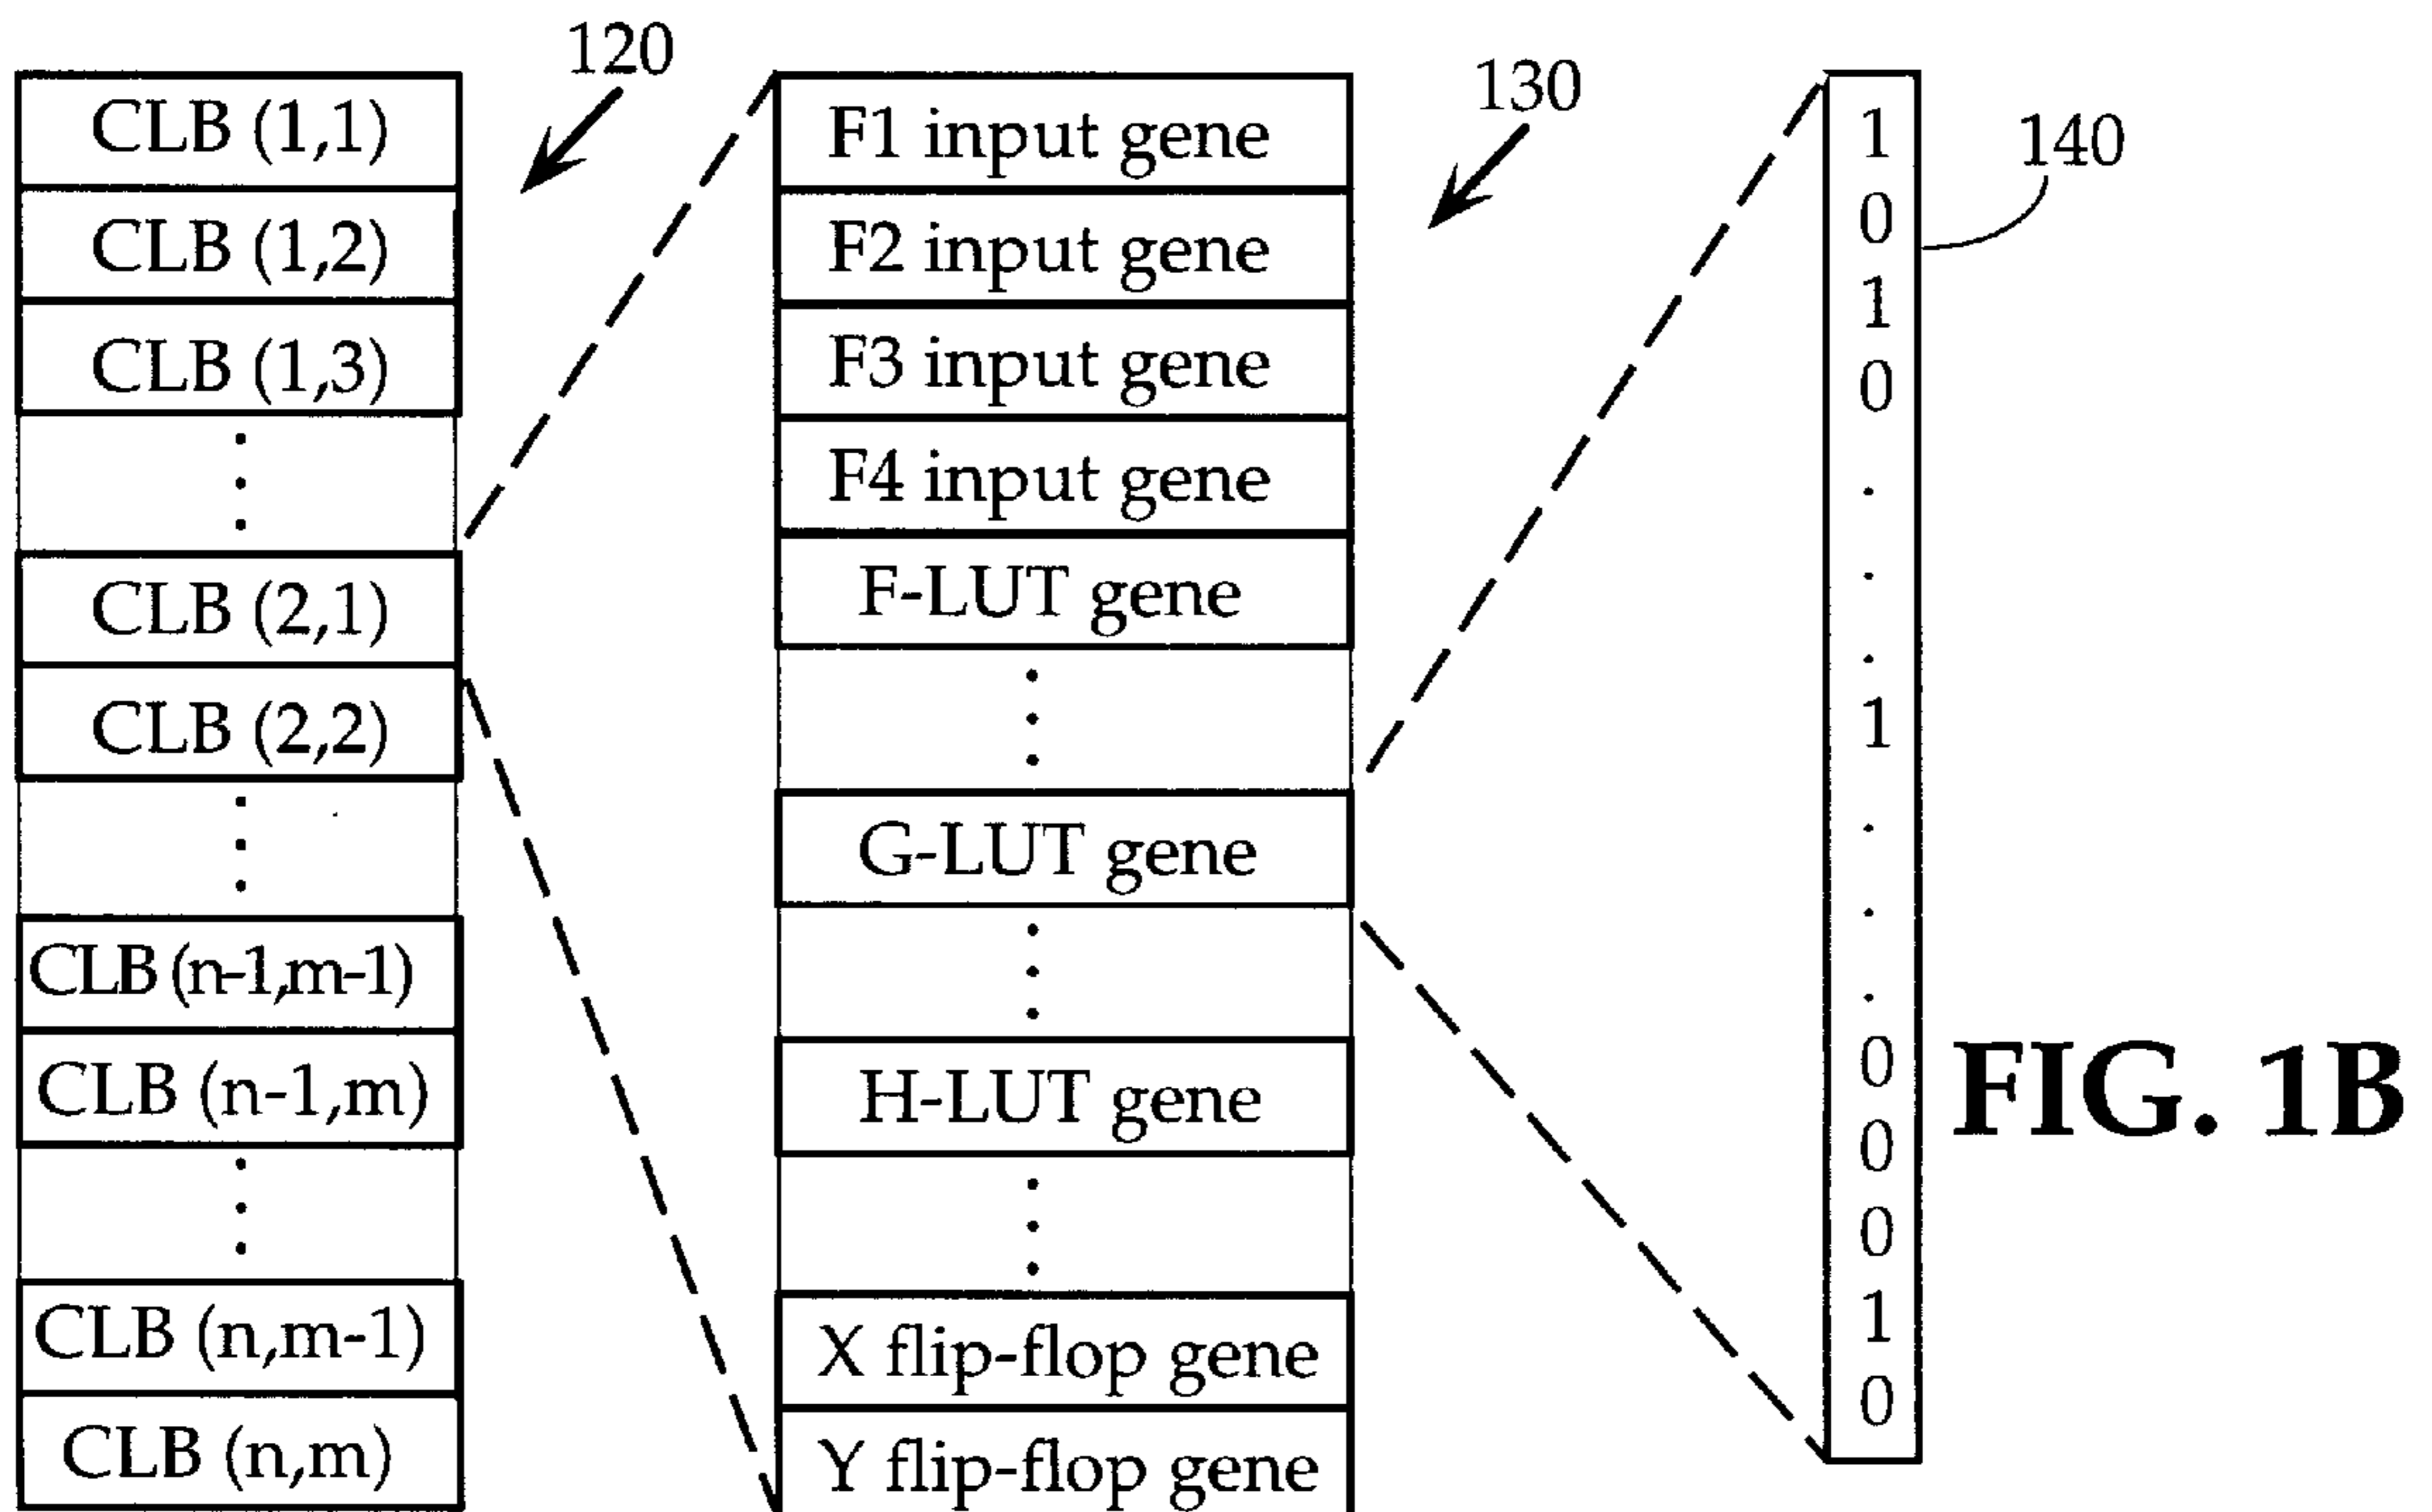 120
CLB (1,1)
CLB (1,2)
CLB (1,3)
CLB (2,1)
CLB (2,2)
CLB (n-1,m-1)
CLB (n-1,m)
CLB (n,m-1)
CLB (n,m)
130
F1 input gene
F2 input gene
F3 input gene
F4 input gene
F-LUT gene
G-LUT gene
H-LUT gene
X flip-flop gene
Y flip-flop gene
140
1
0
1
0
1
0
0
0
1
0
FIG. 1B